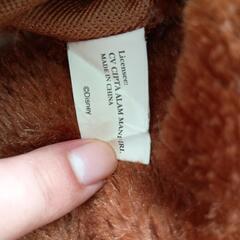 Licensee:
CV CIPTA ALAM MANDIRI
MADE IN CHINA
©Disney